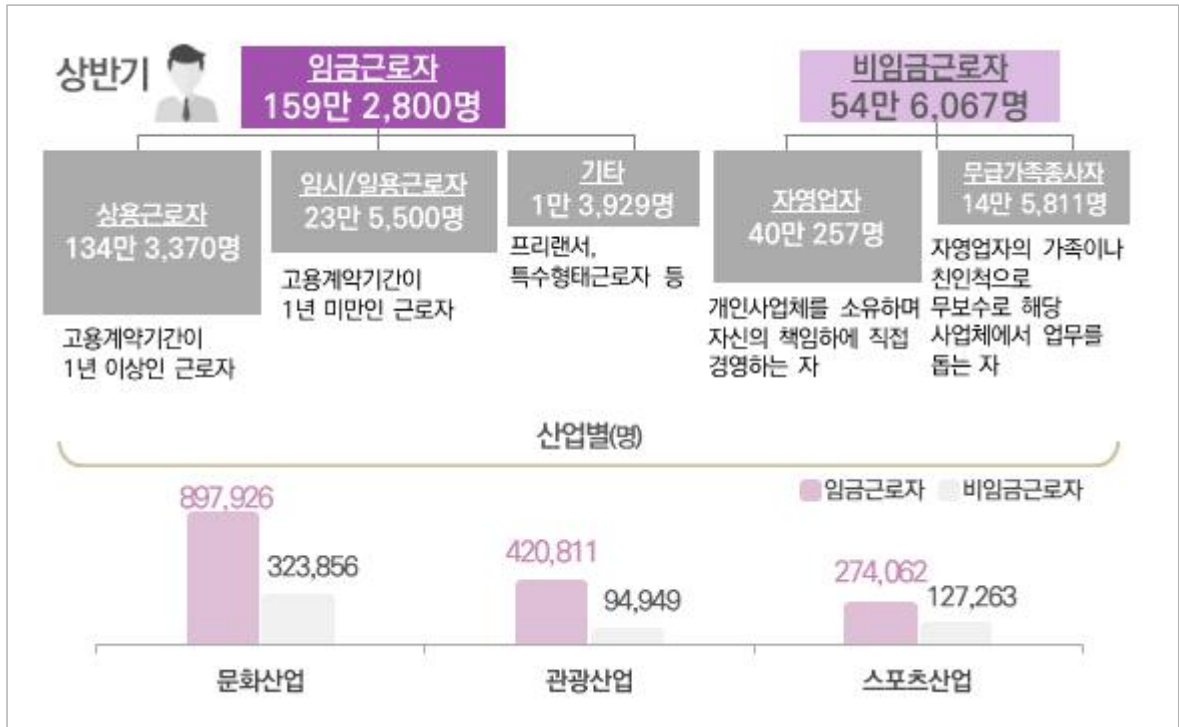 상반기
임금근로자
159만 2,800명
비임금근로자
54만 6,067명
상용근로자
134만 3,370명
고용계약기간이
1년 이상인 근로자
임시/일용근로자
23만 5,500명
고용계약기간이
1년 미만인 근로자
기타
1만 3,929명
프리랜서,
특수형태근로자 등
자영업자
40만 257명
개인사업체를 소유하며
자신의 책임하에 직접
경영하는 자
무급가족종사자
14만 5,811명
자영업자의 가족이나
친인척으로
무보수로 해당
사업체에서 업무를
돕는 자
산업별(명)
임금근로자 비임금근로자
897,926
323,856
420,811
94,949
274,062
127,263
문화산업 관광산업 스포츠산업